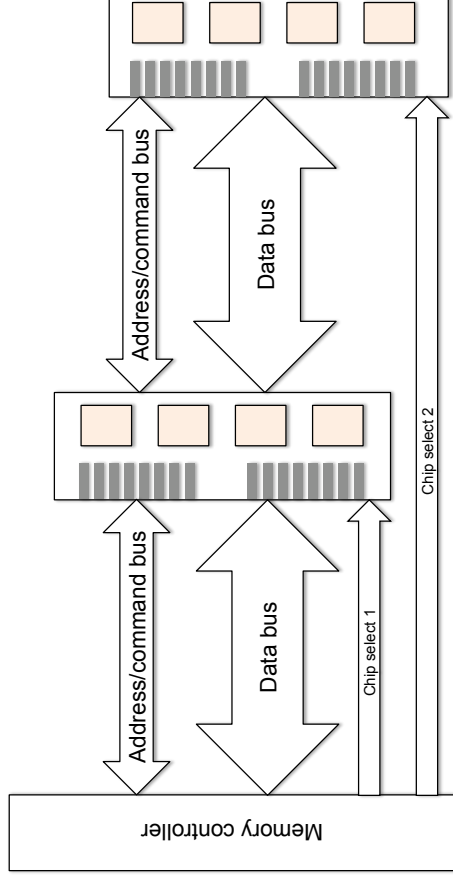 Address/command bus
Data bus
Chip select 2
Address/command bus
Data bus
Chip select 1
Memory controller